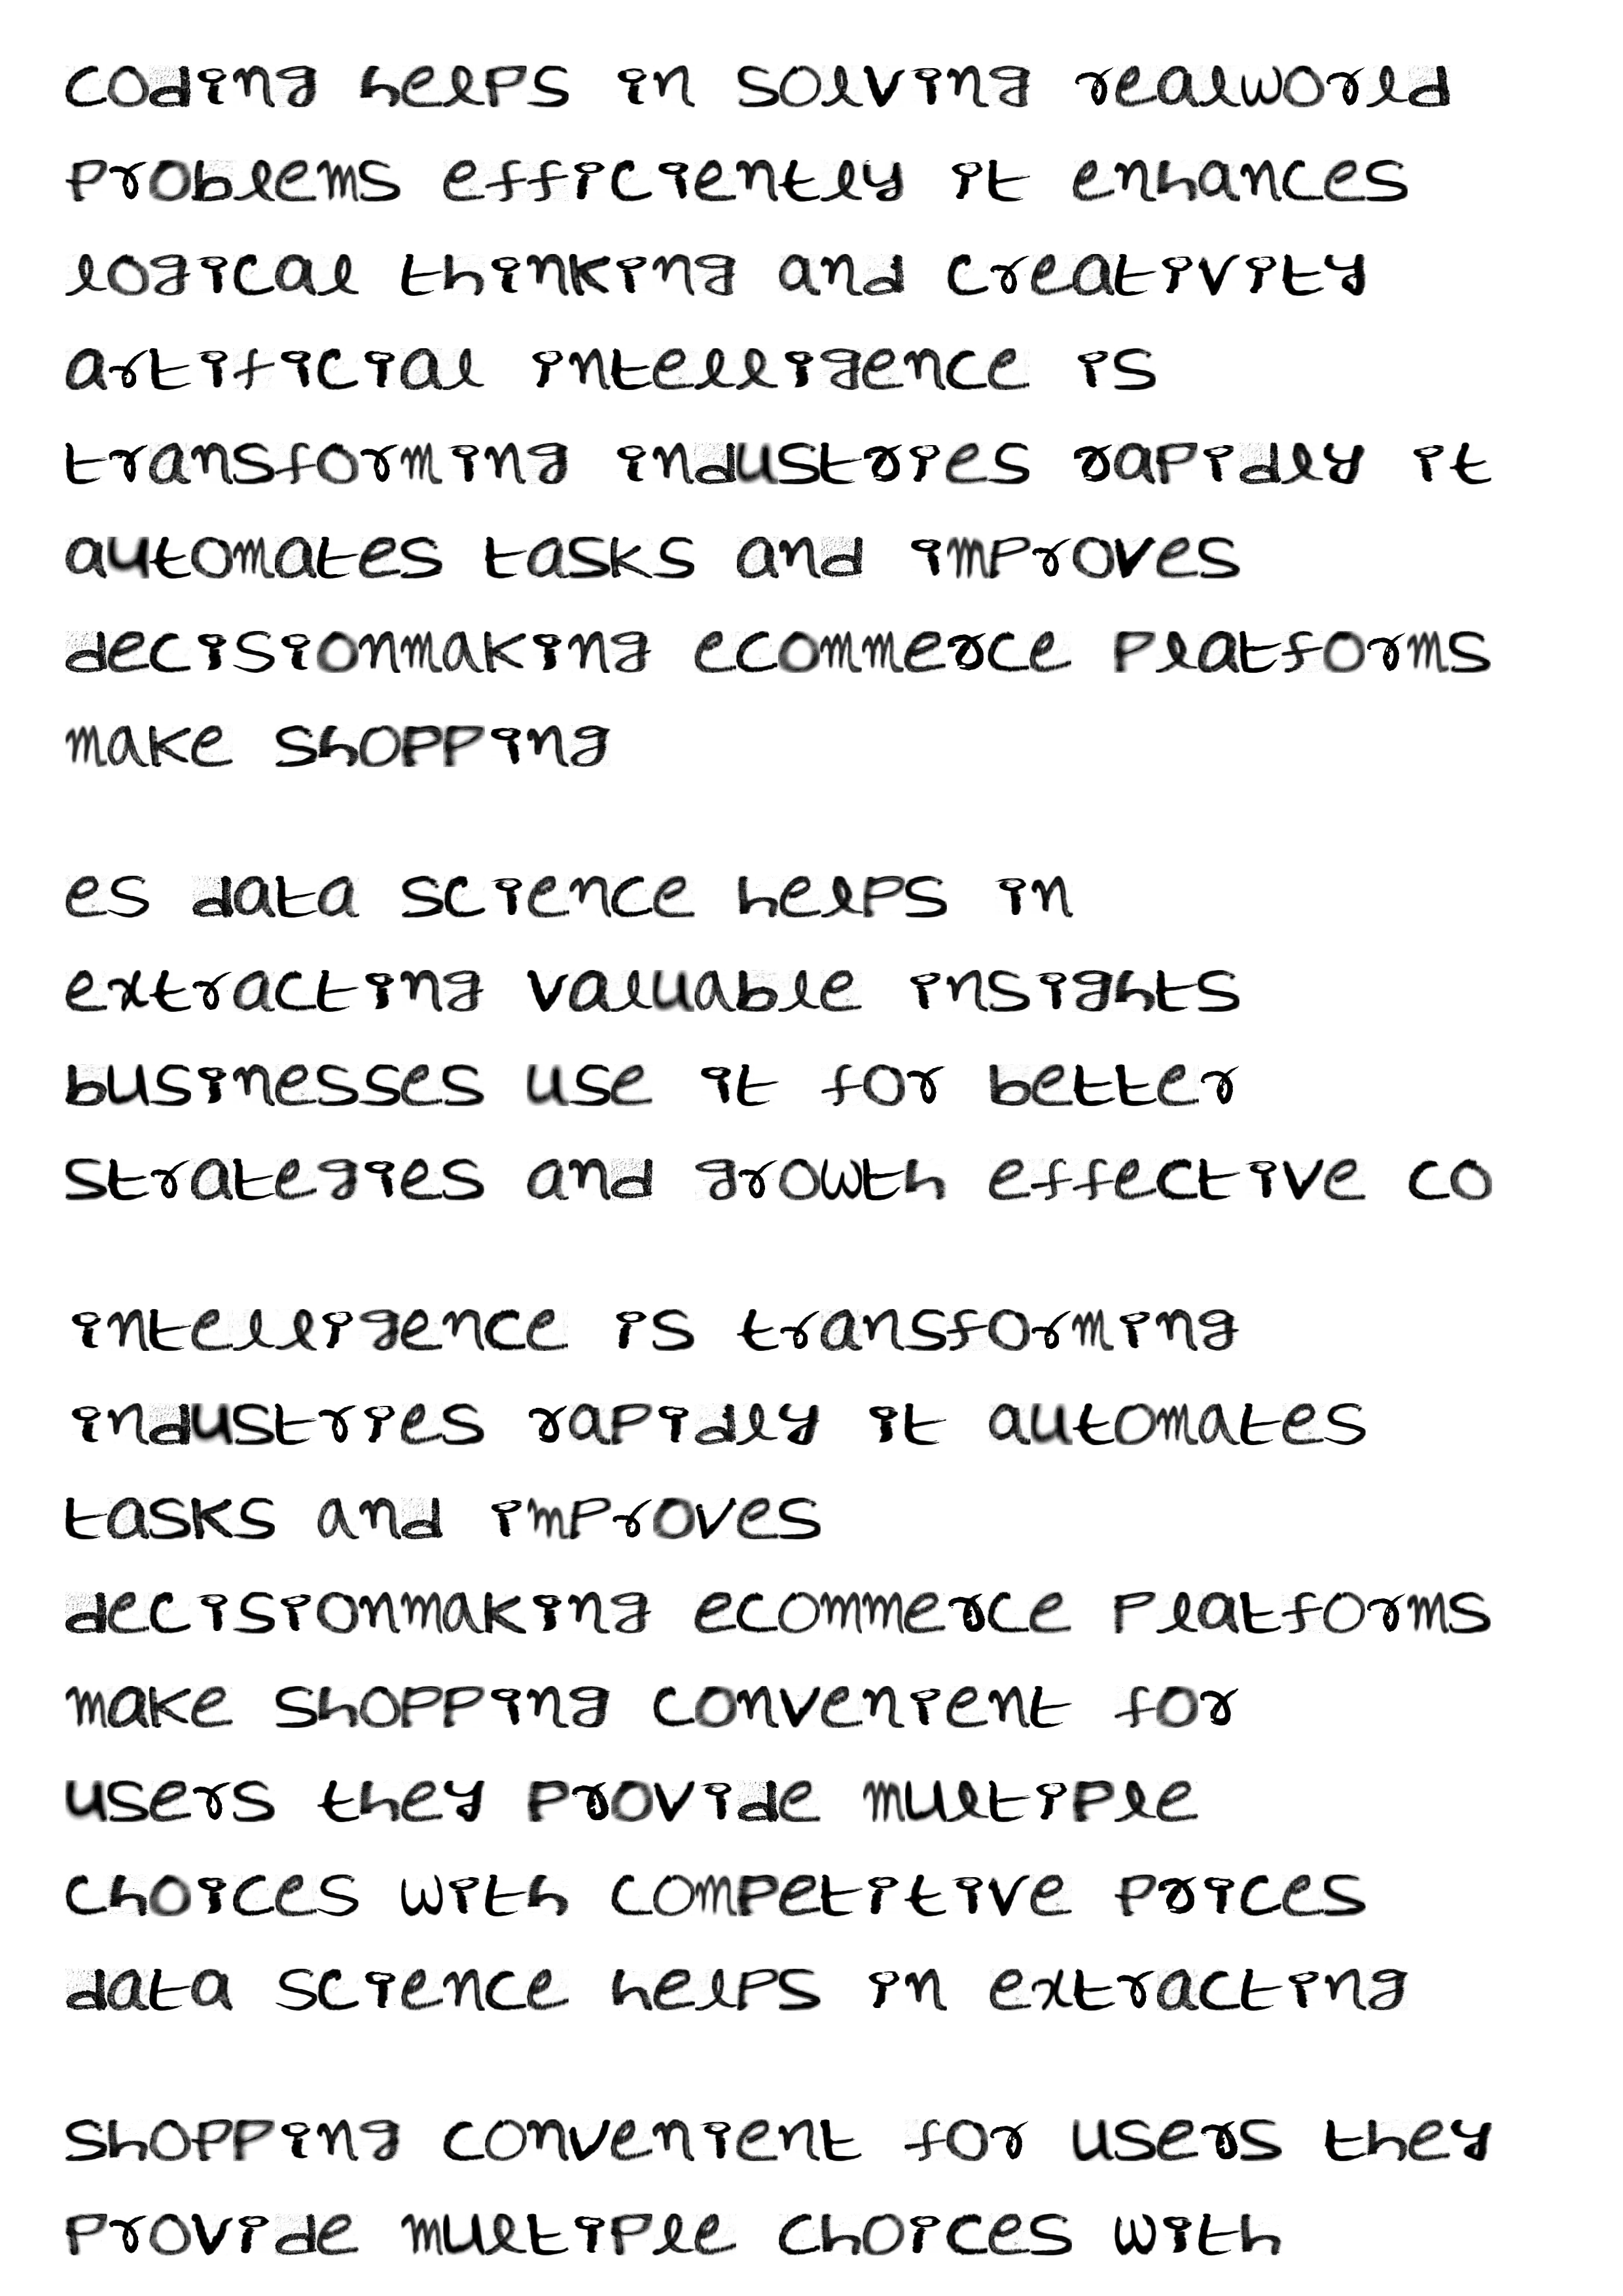 coding helps in solving realworld
problems efficiently it enhances
logical thinking and creativity
artificial intelligence is
transforming industries rapidly it
automates tasks and improves
decisionmaking ecommerce platforms
make shopping
es data science helps in
extracting valuable insights
businesses use it for better
strategies and growth effective co
intelligence is transforming
industries rapidly it automates
tasks and improves
decisionmaking ecommerce platforms
make shopping convenient for
users they provide multiple
choices with competitive prices
data science helps in extracting
shopping convenient for users they
provide multiple choices with